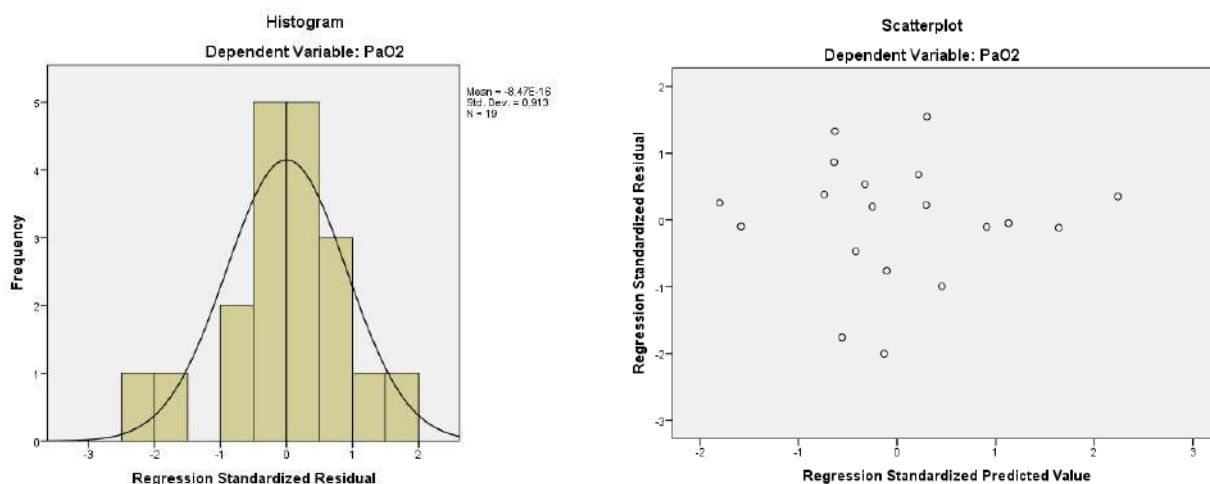 Histogram
Dependent Variable: PaO2
Mean = -8,47E-16
Std. Dev. = 0,913
N = 19
5
4
3
2
1
0
Frequency
-3
-2
-1
0
1
2
Regression Standardized Residual
Scatterplot
Dependent Variable: PaO2
2
1
0
-1
-2
-3
Regression Standardized Residual
-2
-1
0
1
2
3
Regression Standardized Predicted Value